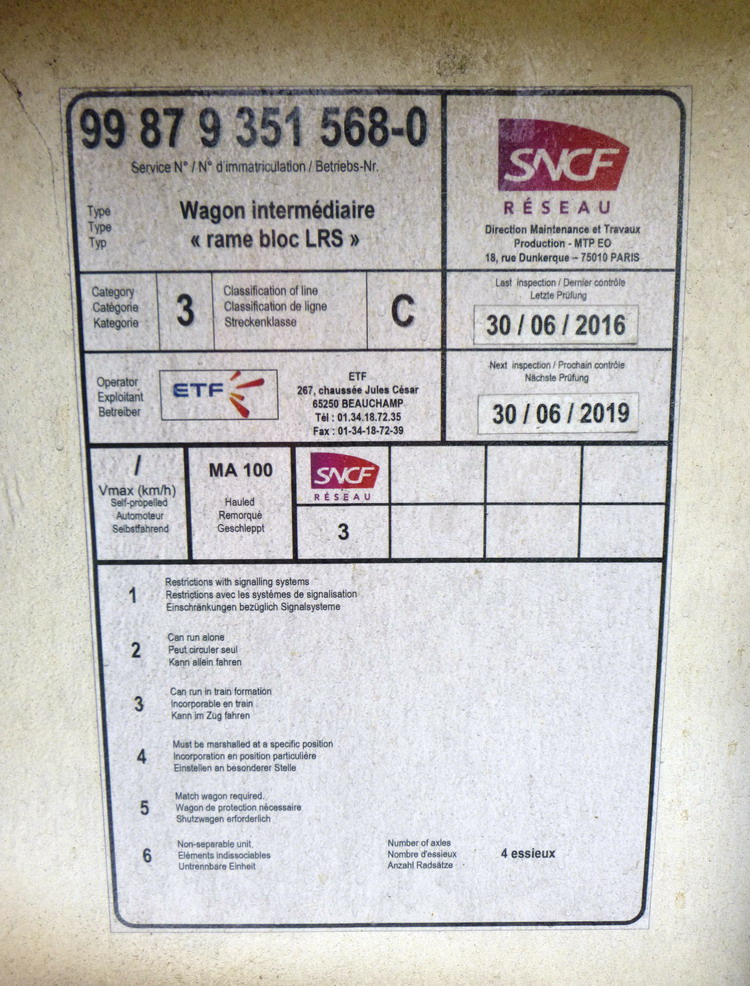 99 87 9 351 568-0
Service N° / N° d'immatriculation / Betriebs-Nr.
Type
Type
Typ
Wagon intermédiaire
« rame bloc LRS »
SNCF
RÉSEAU
Direction Maintenance et Travaux
Production - MTP EO
18, rue Dunkerque – 75010 PARIS
Category
Catégorie
Kategorie
3
Classification of line
Classification de ligne
Streckenklasse
C
Last inspection / Dernier contrôle
Letzte Prüfung
30 / 06 / 2016
Operator
Exploitant
Betreiber
ETF
ETF
267, chaussée Jules César
65250 BEAUCHAMP
Tél : 01.34.18.72.35
Fax : 01-34-18-72-39
Next inspection / Prochain contrôle
Nächste Prüfung
30 / 06 / 2019
/
Vmax (km/h)
Self-propelled
Automoteur
Selbstfahrend
MA 100
Hauled
Remorqué
Geschleppt
SNCF
RÉSEAU
3
1
Restrictions with signalling systems
Restrictions avec les systèmes de signalisation
Einschränkungen bezüglich Signalsysteme
2
Can run alone
Peut circuler seul
Kann allein fahren
3
Can run in train formation
Incorporable en train
Kann im Zug fahren
4
Must be marshalled at a specific position
Incorporation en position particulière
Einstellen an besonderer Stelle
5
Match wagon required.
Wagon de protection nécessaire
Shutzwagen erforderlich
6
Non-separable unit.
Eléments indissociables
Untrennbare Einheit
Number of axles
Nombre d'essieux
Anzahl Radsätze
4 essieux